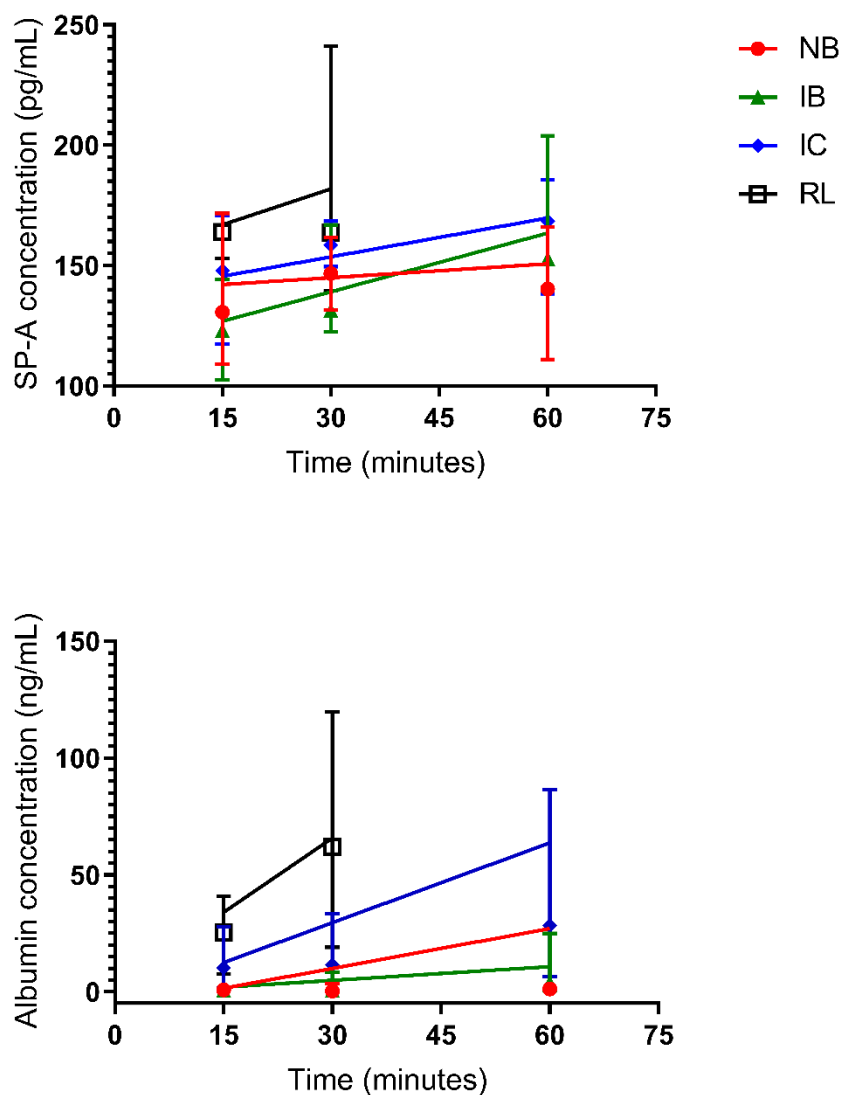 SP-A concentration (pg/mL)
250
200
150
100
0
15
30
45
60
75
Time (minutes)
NB
IB
IC
RL
Albumin concentration (ng/mL)
150
100
50
0
0
15
30
45
60
75
Time (minutes)